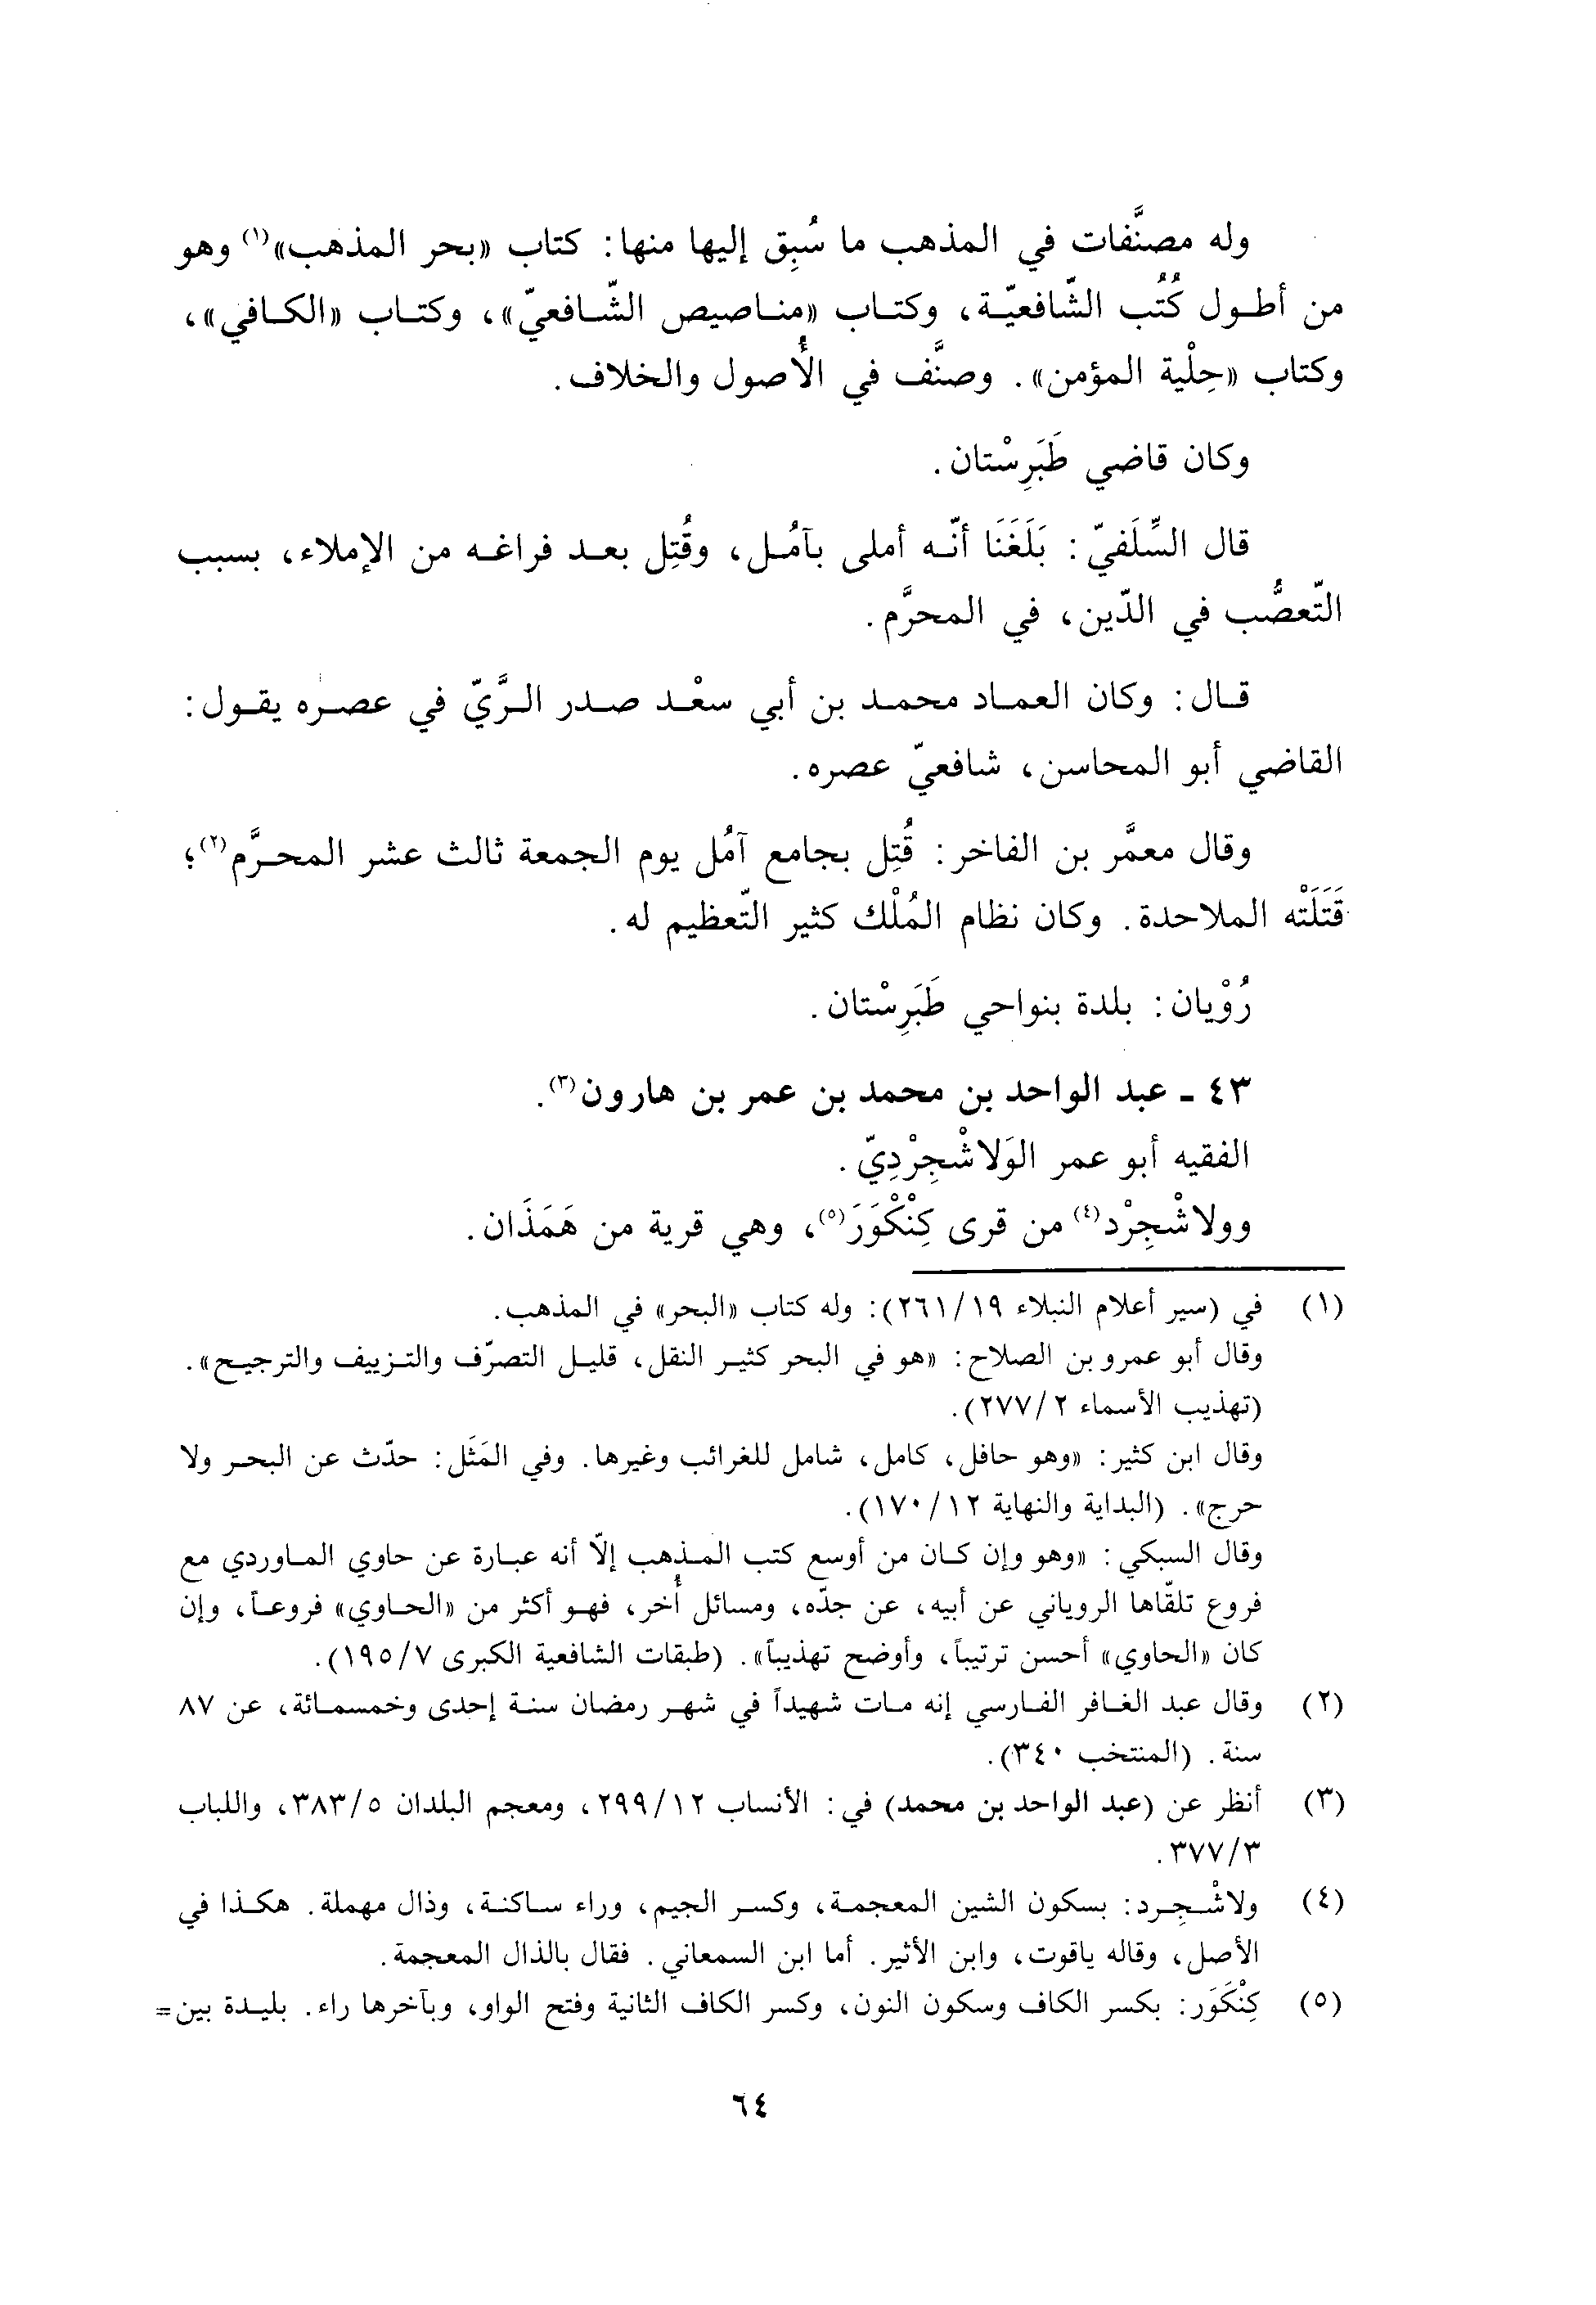 وله مصنَّفات في المذهب ما سُبِق إليها منها: كتاب «بحر المذهب»(١) وهو
من أطول كُتُب الشّافعيّة، وكتاب «مناصيص الشّافعيّ»، وكتاب «الكافي»،
وكتاب «حِلْية المؤمن». وصنَّف في الأُصول والخلاف.
وكان قاضي طَبَرِسْتان.
قال السِّلَفيّ: بَلَغَنَا أنّه أملى بآمُل، وقُتِل بعد فراغه من الإملاء، بسبب
التّعصُّب في الدّين، في المحرَّم.
قال: وكان العماد محمد بن أبي سعْد صدر الرَّيّ في عصره يقول:
القاضي أبو المحاسن، شافعيّ عصره.
وقال معمَّر بن الفاخر: قُتِل بجامع آمُل يوم الجمعة ثالث عشر المحرَّم(٢)؛
قَتَلَتْه الملاحدة. وكان نظام المُلْك كثير التّعظيم له.
رُوْيان: بلدة بنواحي طَبَرِسْتان.
٤٣ ـ عبد الواحد بن محمد بن عمر بن هارون(٣).
الفقيه أبو عمر الوَلاشْجِرْدِيّ.
وولاشْجِرْد(٤) من قرى كِنْكْوَرَ(٥)، وهي قرية من هَمَذَان.
(١) في (سير أعلام النبلاء ١٩/٢٦١): وله كتاب «البحر» في المذهب.
وقال أبو عمرو بن الصلاح: «هو في البحر كثير النقل، قليل التصرّف والتزييف والترجيح».
(تهذيب الأسماء ٢/٢٧٧).
وقال ابن كثير: «وهو حافل، كامل، شامل للغرائب وغيرها. وفي المَثَل: حدّث عن البحر ولا
حرج». (البداية والنهاية ١٢/١٧٠).
وقال السبكي: «وهو وإن كان من أوسع كتب المذهب إلّا أنه عبارة عن حاوي الماوردي مع
فروع تلقّاها الروياني عن أبيه، عن جدّه، ومسائل أُخر، فهو أكثر من «الحاوي» فروعاً، وإن
كان «الحاوي» أحسن ترتيباً، وأوضح تهذيباً». (طبقات الشافعية الكبرى ٧/١٩٥).
(٢) وقال عبد الغافر الفارسي إنه مات شهيداً في شهر رمضان سنة إحدى وخمسمائة، عن ٨٧
سنة. (المنتخب ٣٤٠).
(٣) أنظر عن (عبد الواحد بن محمد) في: الأنساب ١٢/٢٩٩، ومعجم البلدان ٥/٣٨٣، واللباب
٣/٣٧٧.
(٤) ولاشْجِرد: بسكون الشين المعجمة، وكسر الجيم، وراء ساكنة، وذال مهملة. هكذا في
الأصل، وقاله ياقوت، وابن الأثير. أما ابن السمعاني. فقال بالذال المعجمة.
(٥) كِنْكَوَر: بكسر الكاف وسكون النون، وكسر الكاف الثانية وفتح الواو، وبآخرها راء. بليدة بين=
٦٤